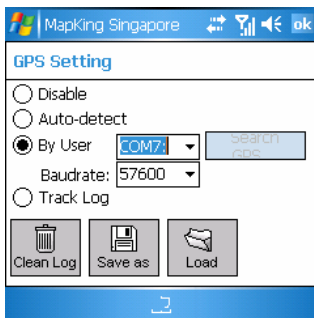 MapKing Singapore ok
GPS Setting
Disable
Auto-detect
By User COM7: Search GPS
Baudrate: 57600
Track Log
Clean Log Save as Load